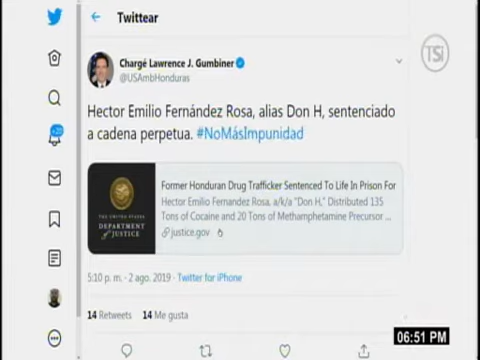 Twittear
TSi
Chargé Lawrence J. Gumbiner
@USAmbHonduras
Hector Emilio Fernández Rosa, alias Don H, sentenciado
a cadena perpetua. #NoMásImpunidad
Former Honduran Drug Trafficker Sentenced To Life In Prison For
Hector Emilio Fernandez Rosa, a/k/a "Don H," Distributed 135
Tons of Cocaine and 20 Tons of Methamphetamine Precursor ...
THE UNITED STATES
DEPARTMENT
of JUSTICE
justice.gov
5:10 p. m. · 2 ago. 2019 · Twitter for iPhone
14 Retweets 14 Me gusta
06:51 PM